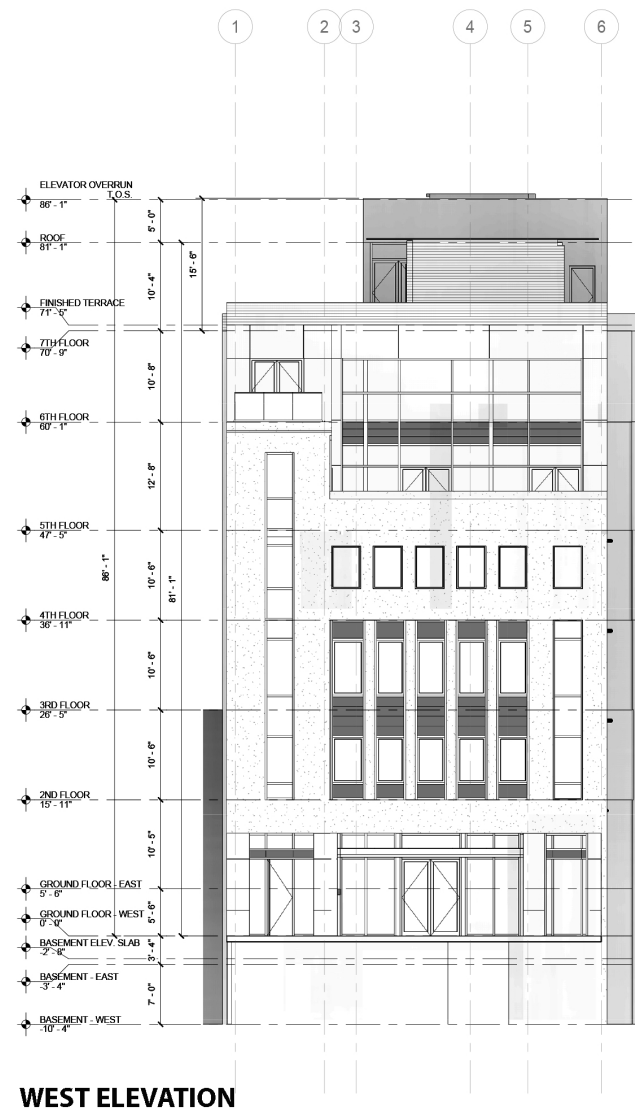 1 2 3 4 5 6
ELEVATOR OVERRUN
T.O.S.
86' - 1"
5' - 0"
ROOF
81' - 1"
15' - 6"
10' - 4"
FINISHED TERRACE
71' - 5"
7TH FLOOR
70' - 9"
10' - 8"
6TH FLOOR
60' - 1"
12' - 8"
5TH FLOOR
47' - 5"
86' - 1"
10' - 6"
81' - 1"
4TH FLOOR
36' - 11"
10' - 6"
3RD FLOOR
26' - 5"
10' - 6"
2ND FLOOR
15' - 11"
10' - 5"
GROUND FLOOR - EAST
5' - 6"
5' - 6"
GROUND FLOOR - WEST
0' - 0"
BASEMENT ELEV. SLAB
3' - 4"
BASEMENT - EAST
-3' - 4"
7' - 0"
BASEMENT - WEST
-10' - 4"
WEST ELEVATION